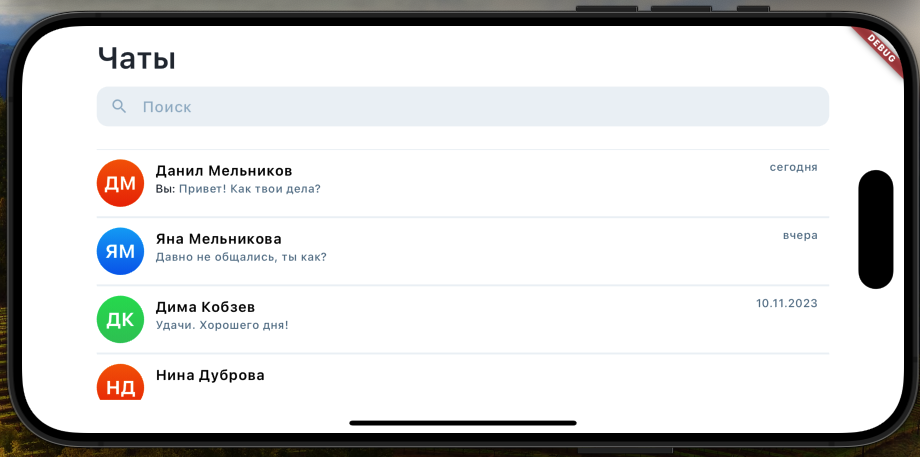 Чаты
DEBUG
Поиск
ДМ
Данил Мельников
сегодня
Вы: Привет! Как твои дела?
ЯМ
Яна Мельникова
вчера
Давно не общались, ты как?
ДК
Дима Кобзев
10.11.2023
Удачи. Хорошего дня!
НД
Нина Дуброва